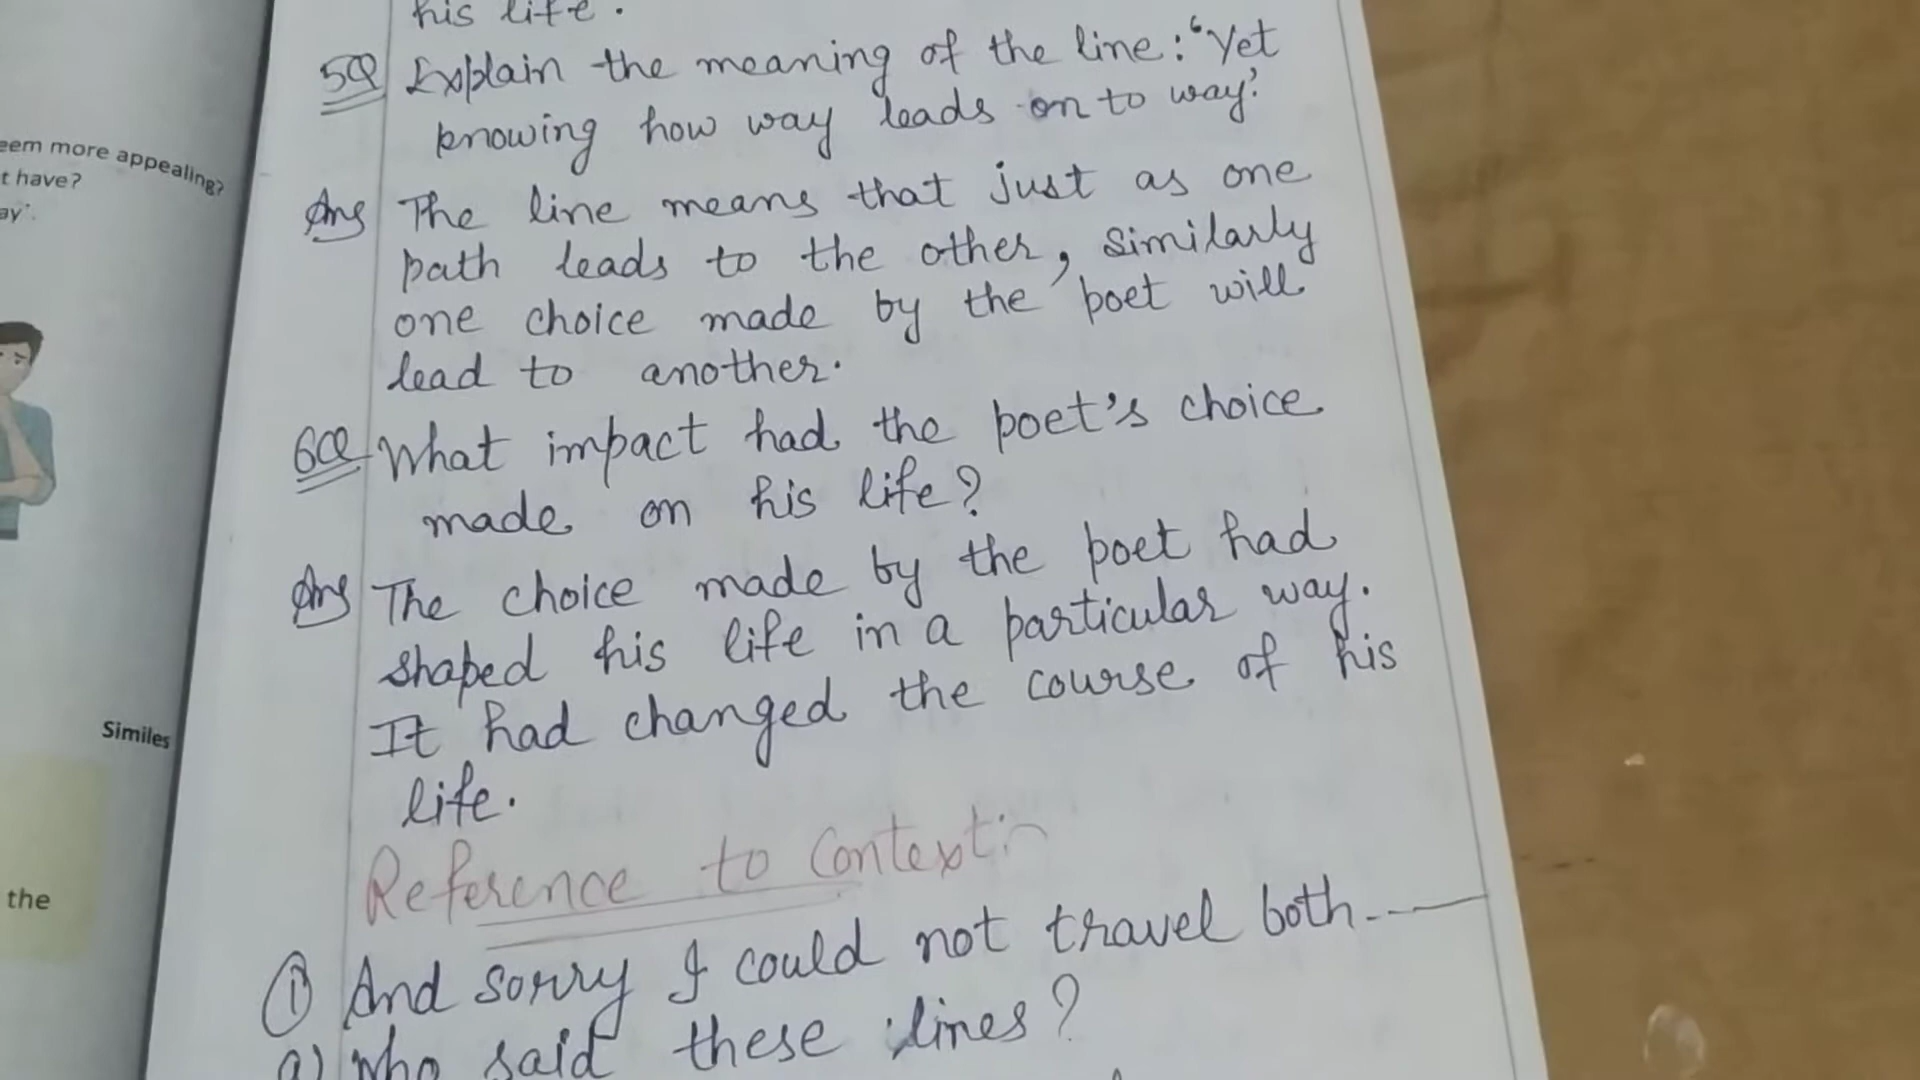 his life.
5Q Explain the meaning of the line: "Yet
knowing how way leads on to way'.
Ans The line means that just as one
path leads to the other, similarly
one choice made by the poet will
lead to another.
6Q What impact had the poet's choice
made on his life?
Ans The choice made by the poet had
shaped his life in a particular way.
It had changed the course of his
life.
Reference to Context:-
① And sorry I could not travel both----
a) Who said these lines?
eem more appealing?
t have?
ay'.
Similes
the